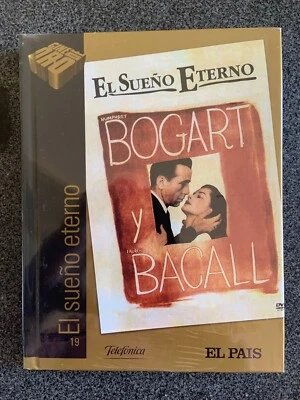 EL SUEÑO ETERNO
HUMPHREY
BOGART
y
BACALL
DVD
El sueño eterno
19
Telefónica
EL PAIS